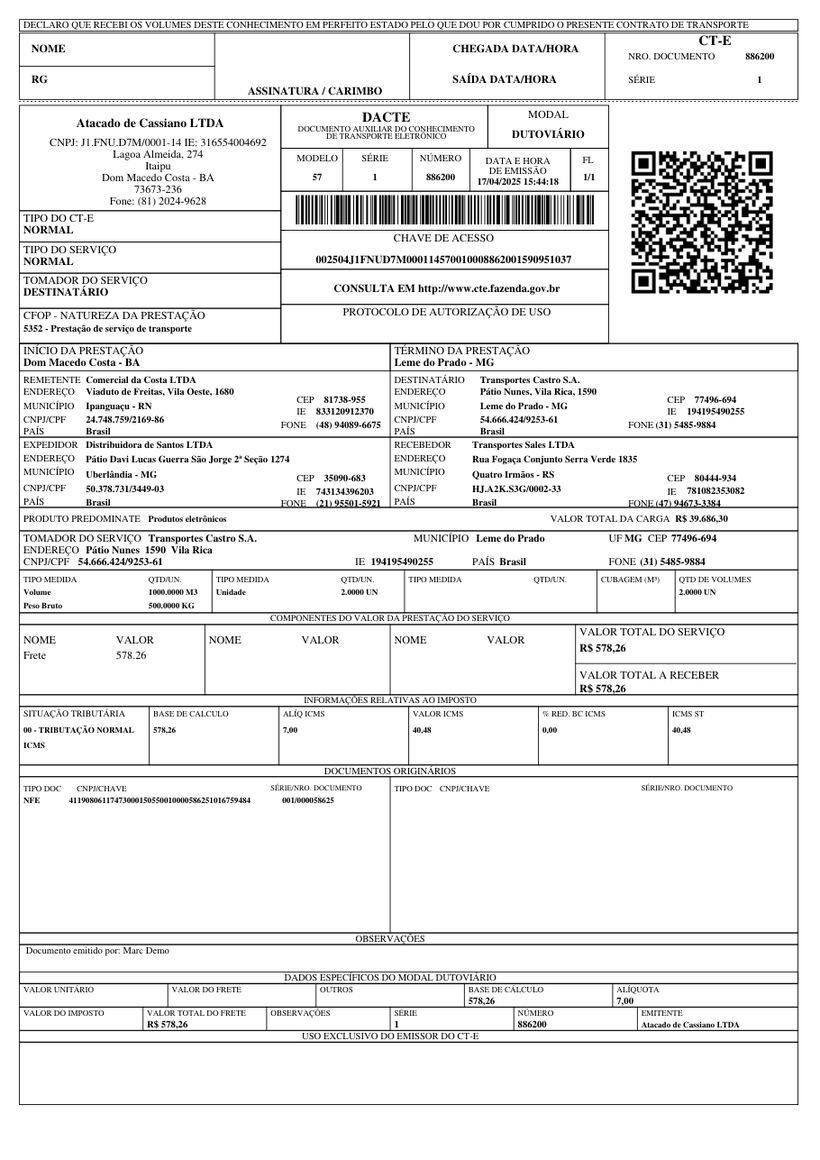 DECLARO QUE RECEBI OS VOLUMES DESTE CONHECIMENTO EM PERFEITO ESTADO PELO QUE DOU POR CUMPRIDO O PRESENTE CONTRATO DE TRANSPORTE
NOME
RG
ASSINATURA / CARIMBO
CHEGADA DATA/HORA
SAÍDA DATA/HORA
CT-E
NRO. DOCUMENTO 886200
SÉRIE 1
Atacado de Cassiano LTDA
CNPJ: J1.FNU.D7M/0001-14 IE: 316554004692
Lagoa Almeida, 274
Itaipu
Dom Macedo Costa - BA
73673-236
Fone: (81) 2024-9628
DACTE
DOCUMENTO AUXILIAR DO CONHECIMENTO
DE TRANSPORTE ELETRÔNICO
MODAL
DUTOVIÁRIO
MODELO SÉRIE NÚMERO DATA E HORA DE EMISSÃO FL
57 1 886200 17/04/2025 15:44:18 1/1
CHAVE DE ACESSO
002504J1FNUD7M0001145700100088620015909​51037
CONSULTA EM http://www.cte.fazenda.gov.br
PROTOCOLO DE AUTORIZAÇÃO DE USO
TIPO DO CT-E
NORMAL
TIPO DO SERVIÇO
NORMAL
TOMADOR DO SERVIÇO
DESTINATÁRIO
CFOP - NATUREZA DA PRESTAÇÃO
5352 - Prestação de serviço de transporte
INÍCIO DA PRESTAÇÃO
Dom Macedo Costa - BA
TÉRMINO DA PRESTAÇÃO
Leme do Prado - MG
REMETENTE Comercial da Costa LTDA
ENDEREÇO Viaduto de Freitas, Vila Oeste, 1680
MUNICÍPIO Ipanguaçu - RN CEP 81738-955
IE 833120912370
CNPJ/CPF 24.748.759/2169-86 FONE (48) 94089-6675
PAÍS Brasil
DESTINATÁRIO Transportes Castro S.A.
ENDEREÇO Pátio Nunes, Vila Rica, 1590
MUNICÍPIO Leme do Prado - MG CEP 77496-694
IE 194195490255
CNPJ/CPF 54.666.424/9253-61 FONE (31) 5485-9884
PAÍS Brasil
EXPEDIDOR Distribuidora de Santos LTDA
ENDEREÇO Pátio Davi Lucas Guerra São Jorge 2ª Seção 1274
MUNICÍPIO Uberlândia - MG CEP 35090-683
CNPJ/CPF 50.378.731/3449-03 IE 743134396203
PAÍS Brasil FONE (21) 95501-5921
RECEBEDOR Transportes Sales LTDA
ENDEREÇO Rua Fogaça Conjunto Serra Verde 1835
MUNICÍPIO Quatro Irmãos - RS CEP 80444-934
CNPJ/CPF HJ.A2K.S3G/0002-33 IE 781082353082
PAÍS Brasil FONE (47) 94673-3384
PRODUTO PREDOMINATE Produtos eletrônicos VALOR TOTAL DA CARGA R$ 39.686,30
TOMADOR DO SERVIÇO Transportes Castro S.A. MUNICÍPIO Leme do Prado UF MG CEP 77496-694
ENDEREÇO Pátio Nunes 1590 Vila Rica
CNPJ/CPF 54.666.424/9253-61 IE 194195490255 PAÍS Brasil FONE (31) 5485-9884
TIPO MEDIDA QTD/UN. TIPO MEDIDA QTD/UN. TIPO MEDIDA QTD/UN. CUBAGEM (M³) QTD DE VOLUMES
Volume 1000.0000 M3 Unidade 2.0000 UN 2.0000 UN
Peso Bruto 500.0000 KG
COMPONENTES DO VALOR DA PRESTAÇÃO DO SERVIÇO
NOME VALOR NOME VALOR NOME VALOR
Frete 578.26
VALOR TOTAL DO SERVIÇO
R$ 578,26
VALOR TOTAL A RECEBER
R$ 578,26
INFORMAÇÕES RELATIVAS AO IMPOSTO
SITUAÇÃO TRIBUTÁRIA BASE DE CALCULO ALÍQ ICMS VALOR ICMS % RED. BC ICMS ICMS ST
00 - TRIBUTAÇÃO NORMAL 578,26 7,00 40,48 0,00 40,48
ICMS
DOCUMENTOS ORIGINÁRIOS
TIPO DOC CNPJ/CHAVE SÉRIE/NRO. DOCUMENTO TIPO DOC CNPJ/CHAVE SÉRIE/NRO. DOCUMENTO
NFE 41190806117473000150550010000586251016759484 001/000058625
OBSERVAÇÕES
Documento emitido por: Marc Demo
DADOS ESPECÍFICOS DO MODAL DUTOVIÁRIO
VALOR UNITÁRIO VALOR DO FRETE OUTROS BASE DE CÁLCULO ALÍQUOTA
578,26 7,00
VALOR DO IMPOSTO VALOR TOTAL DO FRETE OBSERVAÇÕES SÉRIE NÚMERO EMITENTE
R$ 578,26 1 886200 Atacado de Cassiano LTDA
USO EXCLUSIVO DO EMISSOR DO CT-E